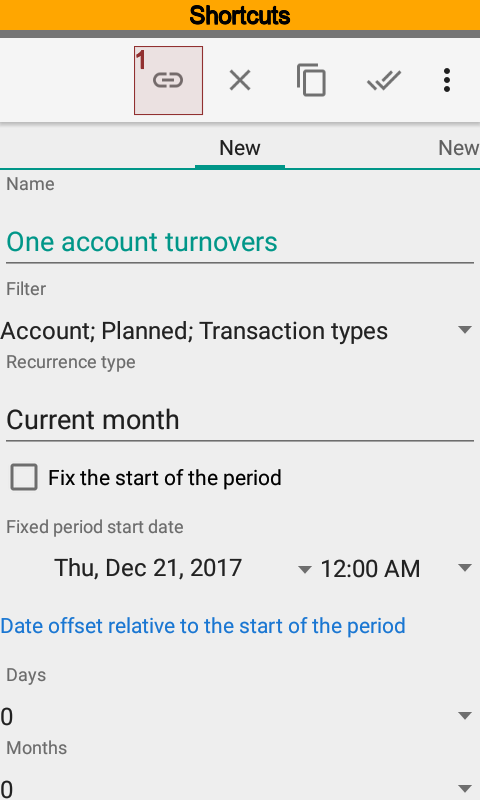 Shortcuts
1
New
New
Name
One account turnovers
Filter
Account; Planned; Transaction types
Recurrence type
Current month
Fix the start of the period
Fixed period start date
Thu, Dec 21, 2017 12:00 AM
Date offset relative to the start of the period
Days
0
Months
0